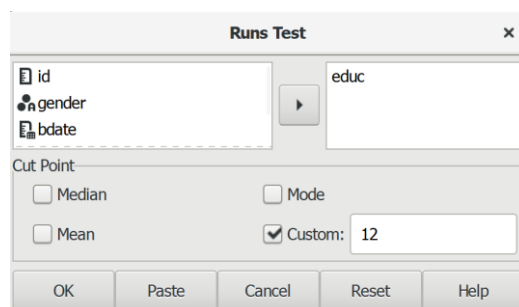 Runs Test ×
id
gender
bdate
educ
Cut Point
Median
Mode
Mean
Custom: 12
OK Paste Cancel Reset Help